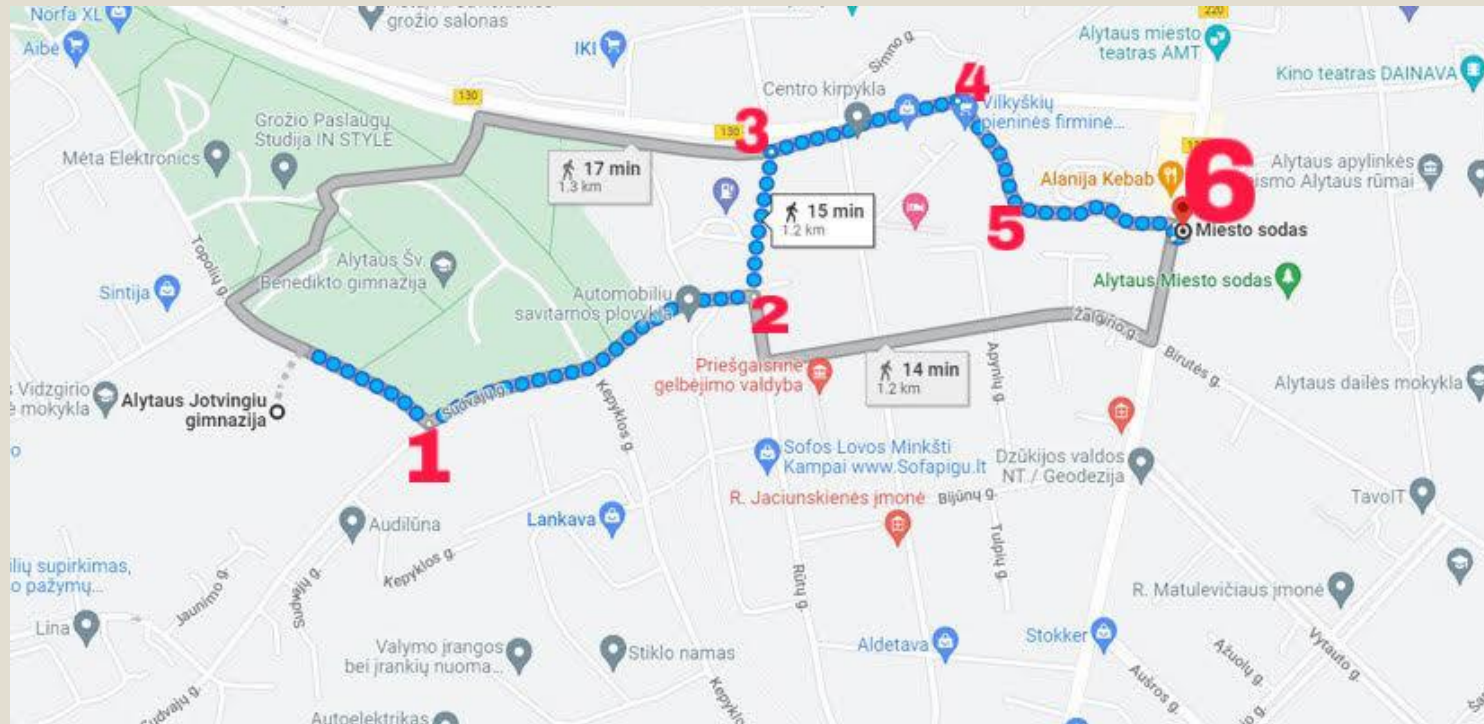 Norfa XL
grožio salonas
220
Aibė
IKI
Simno g.
Alytaus miesto
teatras AMT
Kino teatras DAINAVA
4
130
Centro kirpykla
Vilkyškių
pieninės firminė...
Grožio Paslaugų
Studija IN STYLE
3
130
Mėta Elektronics
17 min
1.3 km
Alanija Kebab
6
Alytaus apylinkės
Alytaus rūmai
15 min
1.2 km
5
Miesto sodas
Topolių g.
Alytaus Šv.
Benedikto gimnazija
Sintija
Automobilių
savitarnos plovykla
2
Alytaus Miesto sodas
Žalgirio g.
Birutės g.
Apynių g.
Priešgaisrinė
gelbėjimo valdyba
14 min
1.2 km
Alytaus dailės mokykla
Vidzgirio
mokykla
Alytaus Jotvingiu
gimnazija
Sudvajų g.
Kepyklos g.
1
Sofos Lovos Minkšti
Kampai www.Sofapigu.lt
Dzūkijos valdos
NT / Geodezija
R. Jaciunskienės įmonė
Bijūnų g.
TavoIT
Audilūna
Lankava
Kepyklos g.
Tulpių g.
supirkimas,
pažymų...
Jaunimo g.
Sudvajų g.
Rūtų g.
R. Matulevičiaus įmonė
Lina
Valymo įrangos
bei įrankių nuoma...
Stiklo namas
Aldetava
Stokker
Ąžuolų g.
Vytauto g.
Aušros g.
Sudvajų g.
Autoelektrikas